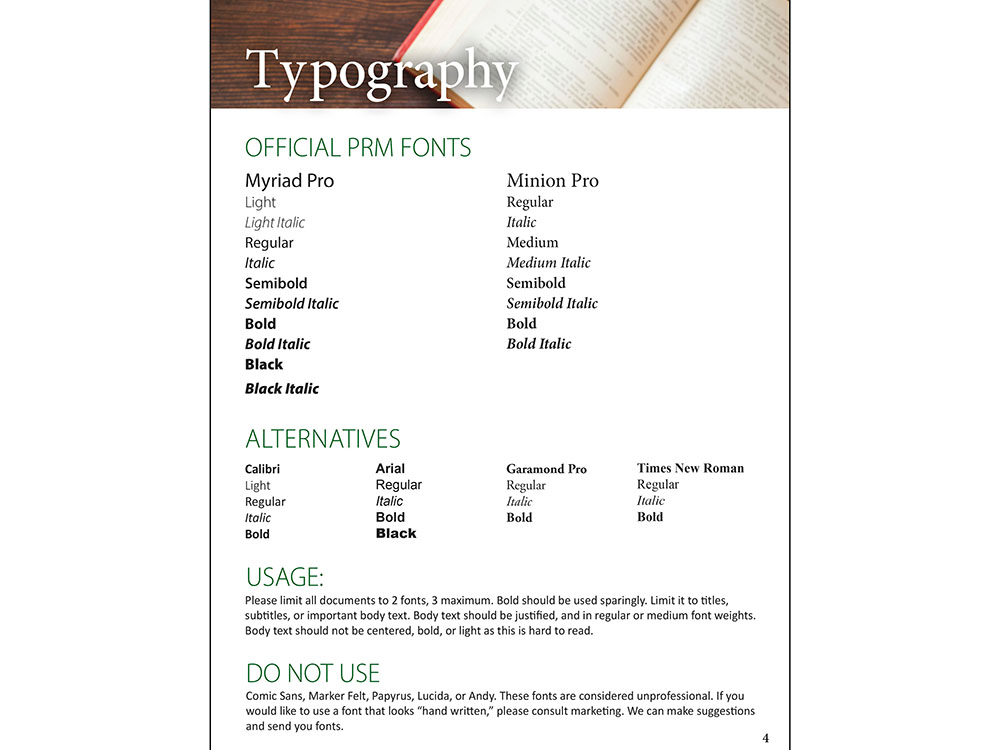 Typography
OFFICIAL PRM FONTS
Myriad Pro
Light
Light Italic
Regular
Italic
Semibold
Semibold Italic
Bold
Bold Italic
Black
Black Italic
Minion Pro
Regular
Italic
Medium
Medium Italic
Semibold
Semibold Italic
Bold
Bold Italic
ALTERNATIVES
Calibri
Light
Regular
Italic
Bold
Arial
Regular
Italic
Bold
Black
Garamond Pro
Regular
Italic
Bold
Times New Roman
Regular
Italic
Bold
USAGE:
Please limit all documents to 2 fonts, 3 maximum. Bold should be used sparingly. Limit it to titles,
subtitles, or important body text. Body text should be justified, and in regular or medium font weights.
Body text should not be centered, bold, or light as this is hard to read.
DO NOT USE
Comic Sans, Marker Felt, Papyrus, Lucida, or Andy. These fonts are considered unprofessional. If you
would like to use a font that looks “hand written,” please consult marketing. We can make suggestions
and send you fonts.
4